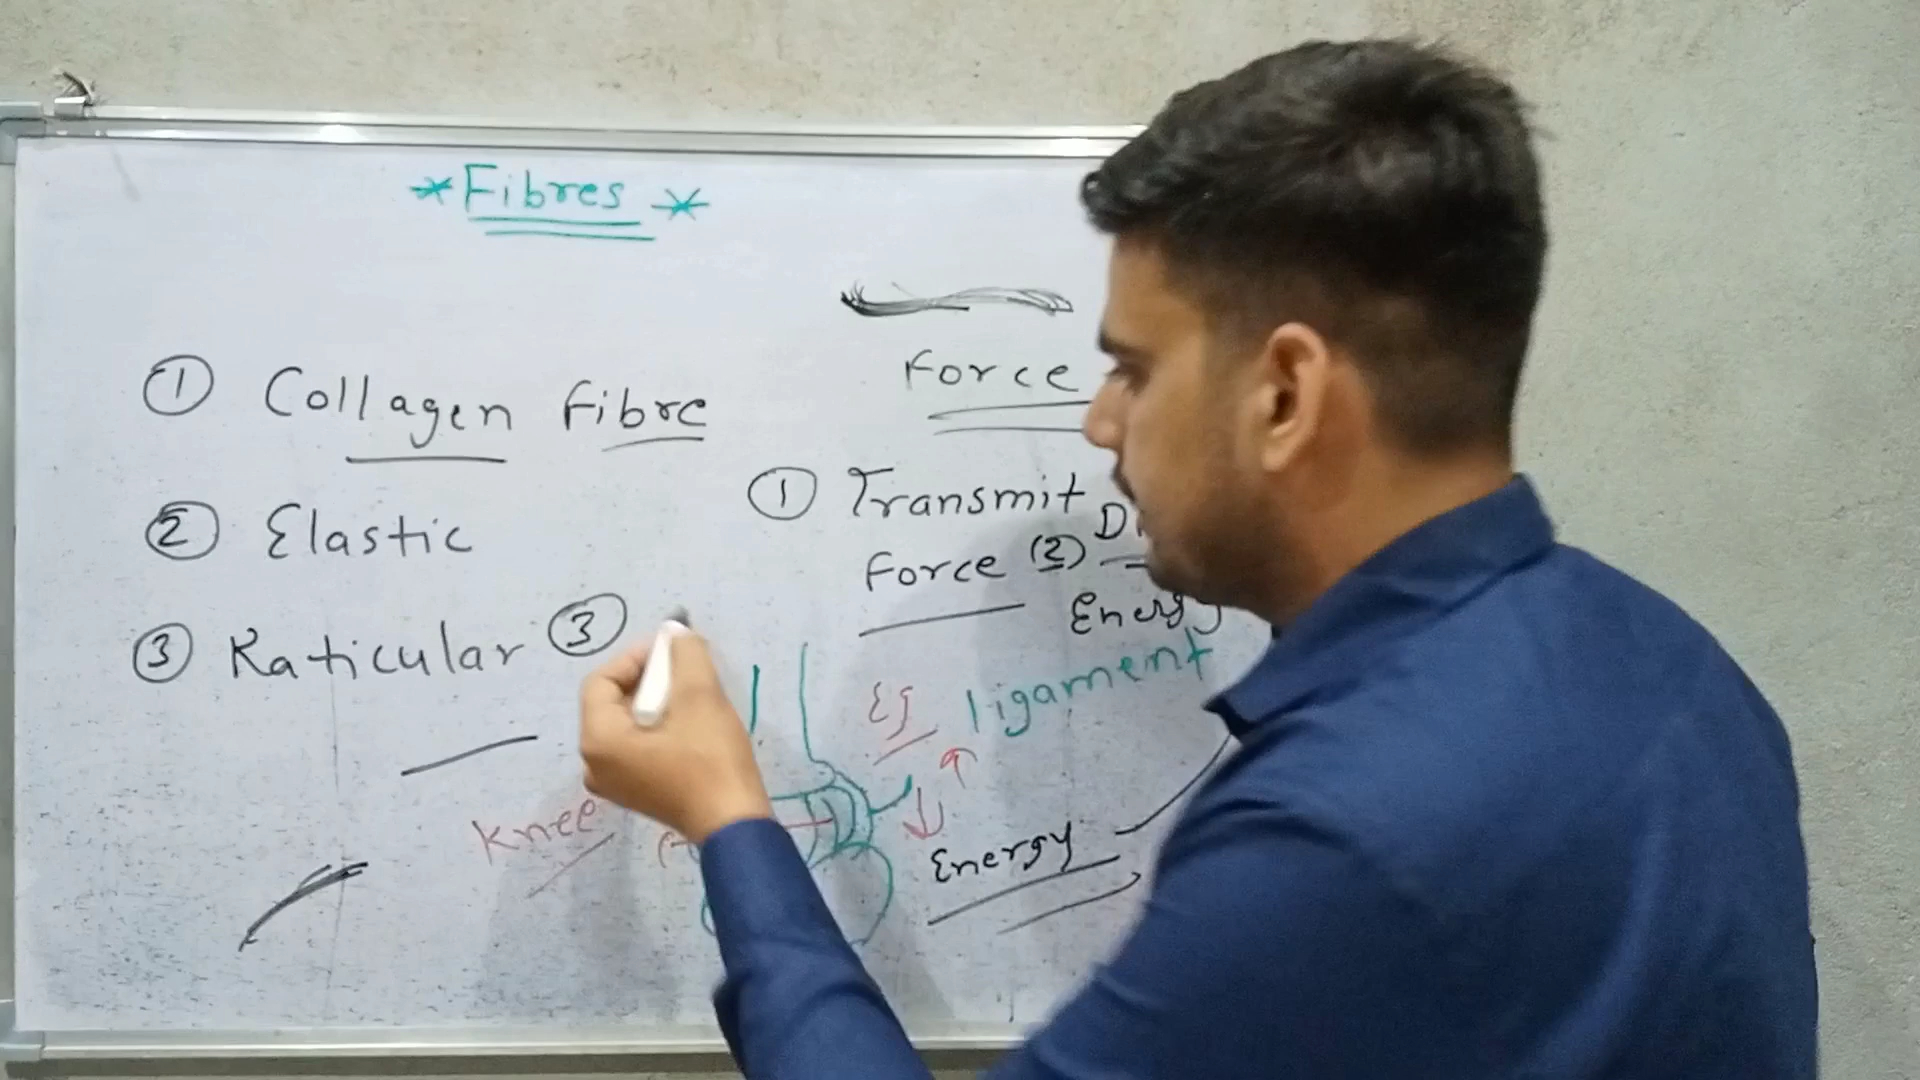 *Fibres*
① Collagen Fibre
② Elastic
③ Raticular
Force
① Transmit
Force (2)
Energy
③
Eg ligament
Knee
Energy